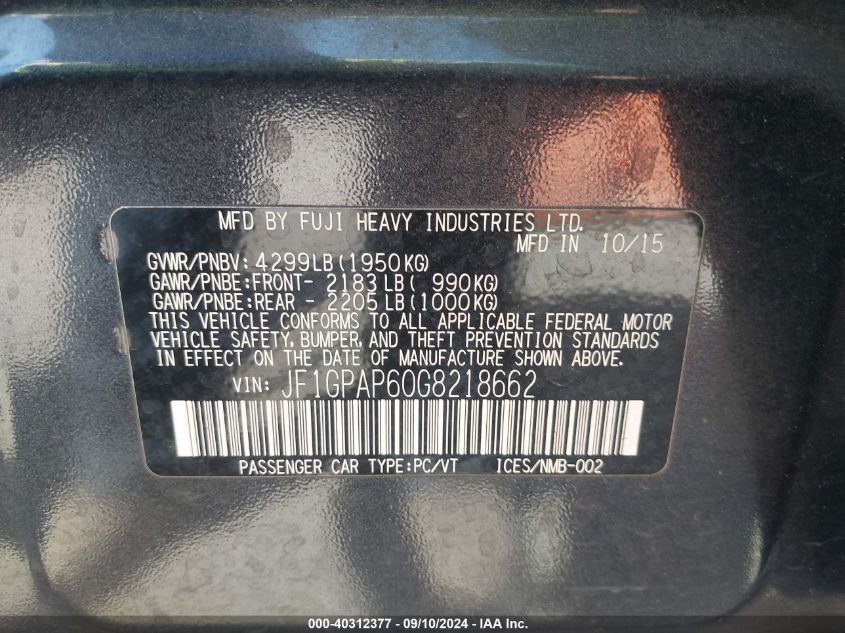 MFD BY FUJI HEAVY INDUSTRIES LTD.
MFD IN 10/15
GVWR/PNBV: 4299LB (1950KG)
GAWR/PNBE:FRONT- 2183LB ( 990KG)
GAWR/PNBE:REAR - 2205LB (1000KG)
THIS VEHICLE CONFORMS TO ALL APPLICABLE FEDERAL MOTOR
VEHICLE SAFETY, BUMPER, AND THEFT PREVENTION STANDARDS
IN EFFECT ON THE DATE OF MANUFACTURE SHOWN ABOVE.
VIN: JF1GPAP60G8218662
PASSENGER CAR TYPE:PC/VT ICES/NMB-002
000-40312377 - 09/10/2024 - IAA Inc.